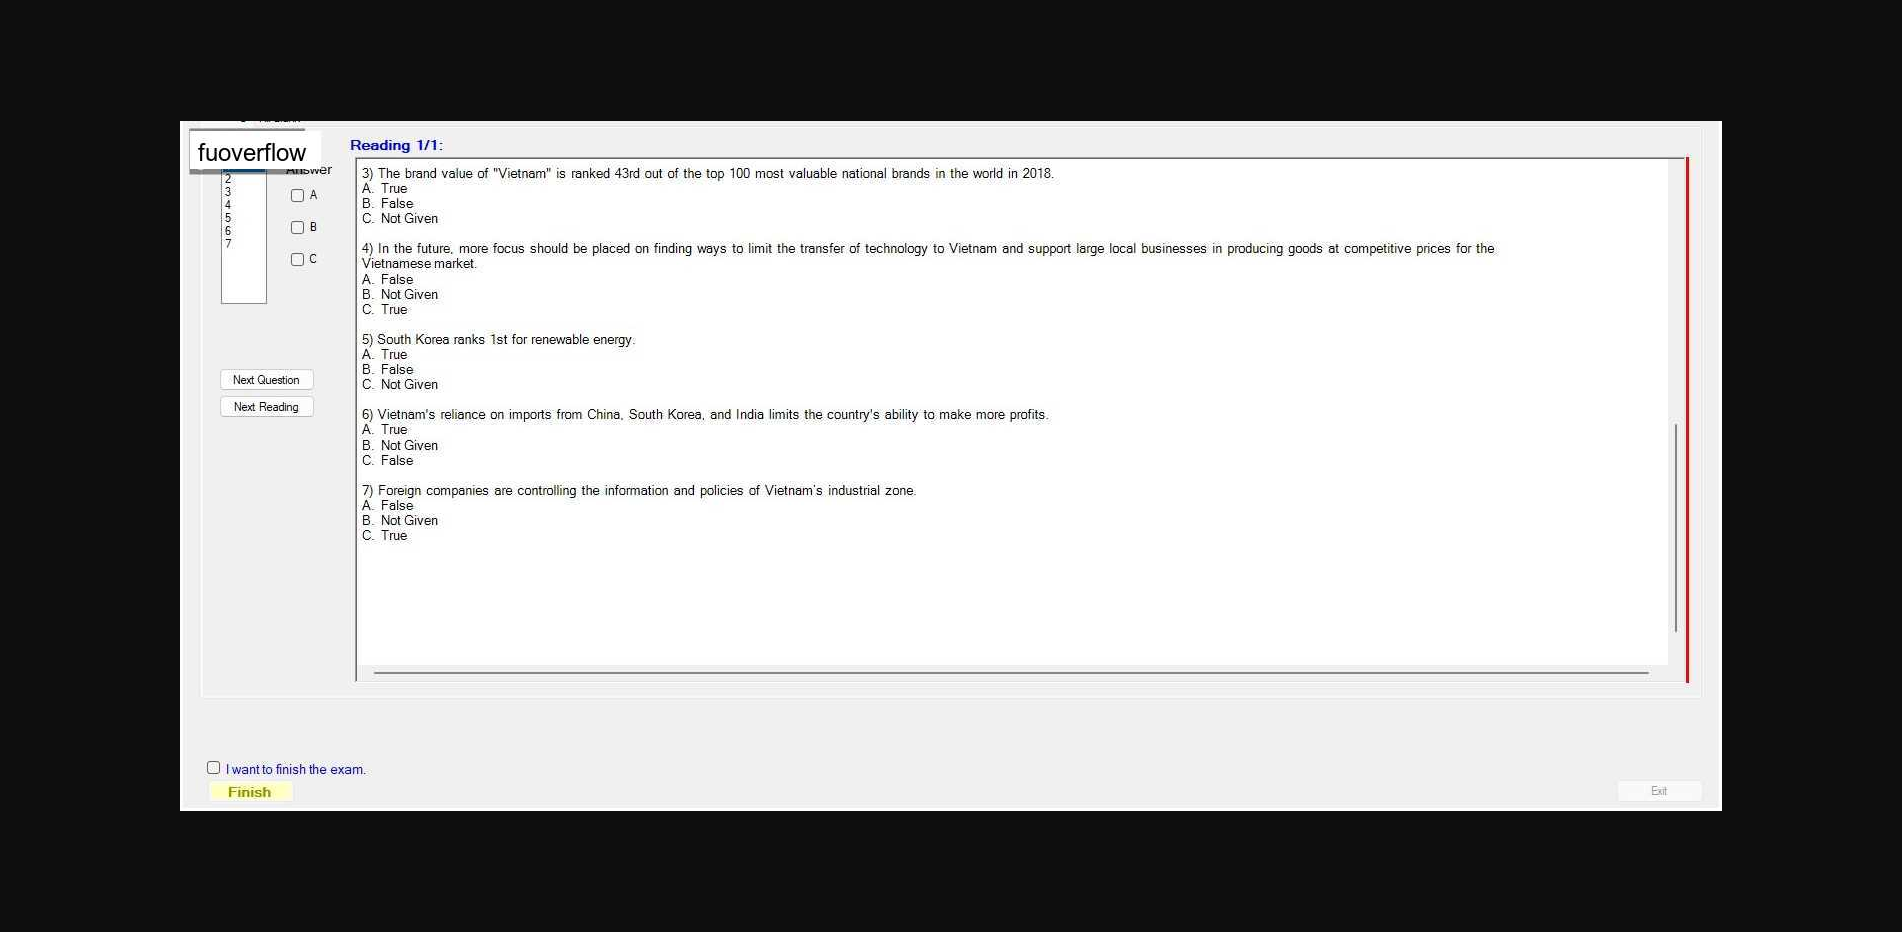 fuoverflow
Reading 1/1:
Answer
2
3
4
5
6
7
A
B
C
Next Question
Next Reading
3) The brand value of "Vietnam" is ranked 43rd out of the top 100 most valuable national brands in the world in 2018.
A. True
B. False
C. Not Given
4) In the future, more focus should be placed on finding ways to limit the transfer of technology to Vietnam and support large local businesses in producing goods at competitive prices for the
Vietnamese market.
A. False
B. Not Given
C. True
5) South Korea ranks 1st for renewable energy.
A. True
B. False
C. Not Given
6) Vietnam's reliance on imports from China, South Korea, and India limits the country's ability to make more profits.
A. True
B. Not Given
C. False
7) Foreign companies are controlling the information and policies of Vietnam's industrial zone.
A. False
B. Not Given
C. True
I want to finish the exam.
Finish
Exit